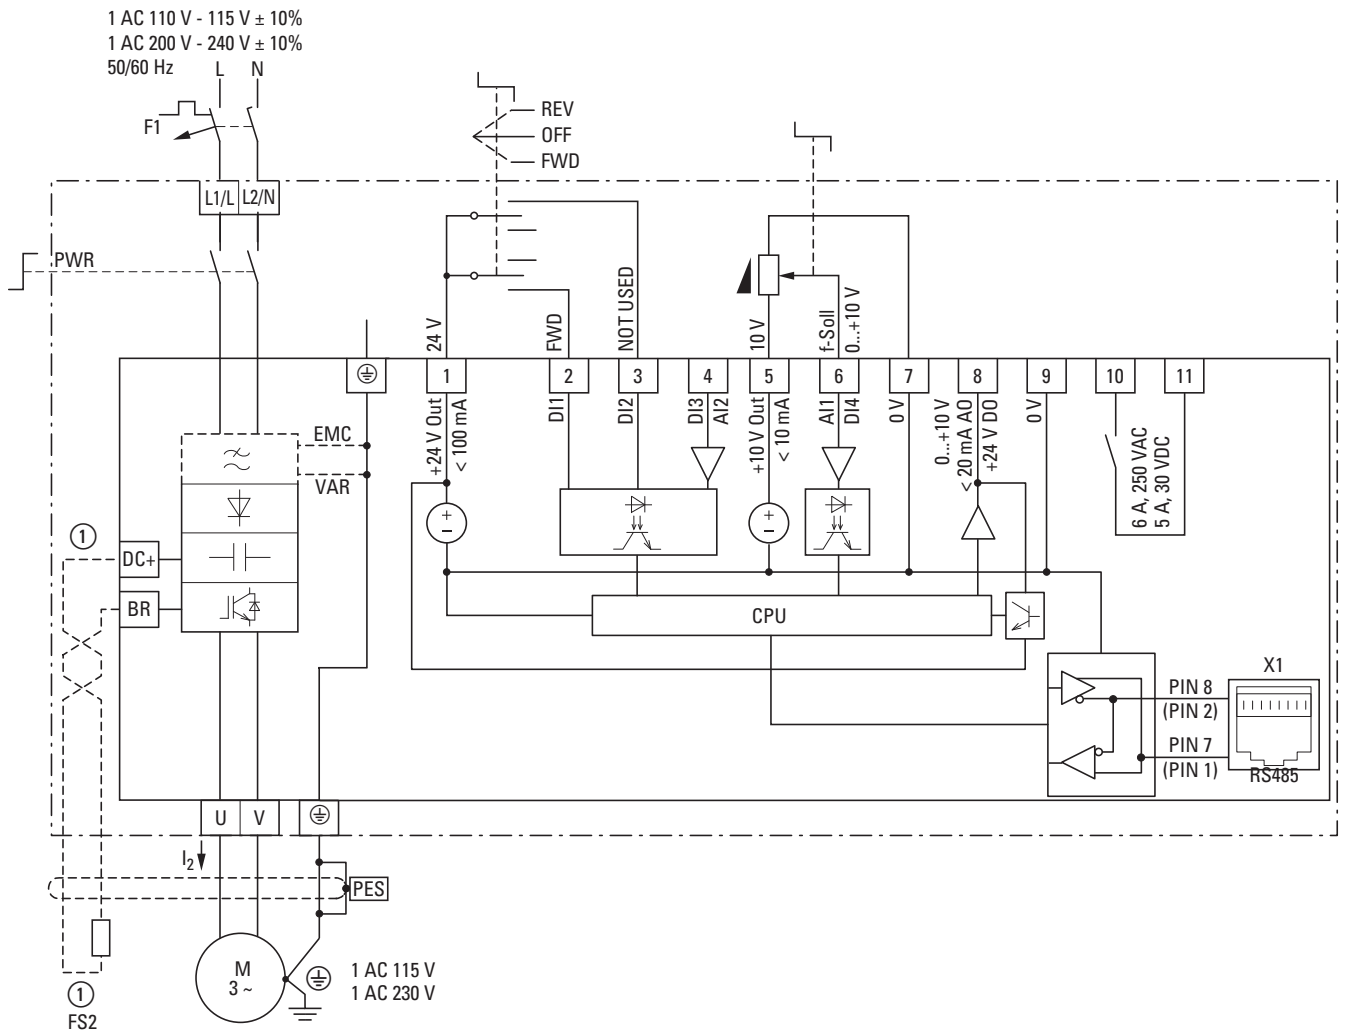 1 AC 110 V - 115 V ± 10%
1 AC 200 V - 240 V ± 10%
50/60 Hz
L
N
F1
REV
OFF
FWD
L1/L
L2/N
PWR
24 V
FWD
NOT USED
10 V
f-Soll
0...+10 V
1
2
3
4
5
6
7
8
9
10
11
+24 V Out
< 100 mA
DI1
DI2
DI3
AI2
+10 V Out
< 10 mA
AI1
DI4
0 V
0...+10 V
< 20 mA AO
+24 V DO
0 V
6 A, 250 VAC
5 A, 30 VDC
EMC
VAR
1
DC+
BR
CPU
X1
PIN 8
(PIN 2)
PIN 7
(PIN 1)
RS485
U
V
I2
PES
M
3 ~
1 AC 115 V
1 AC 230 V
1
FS2